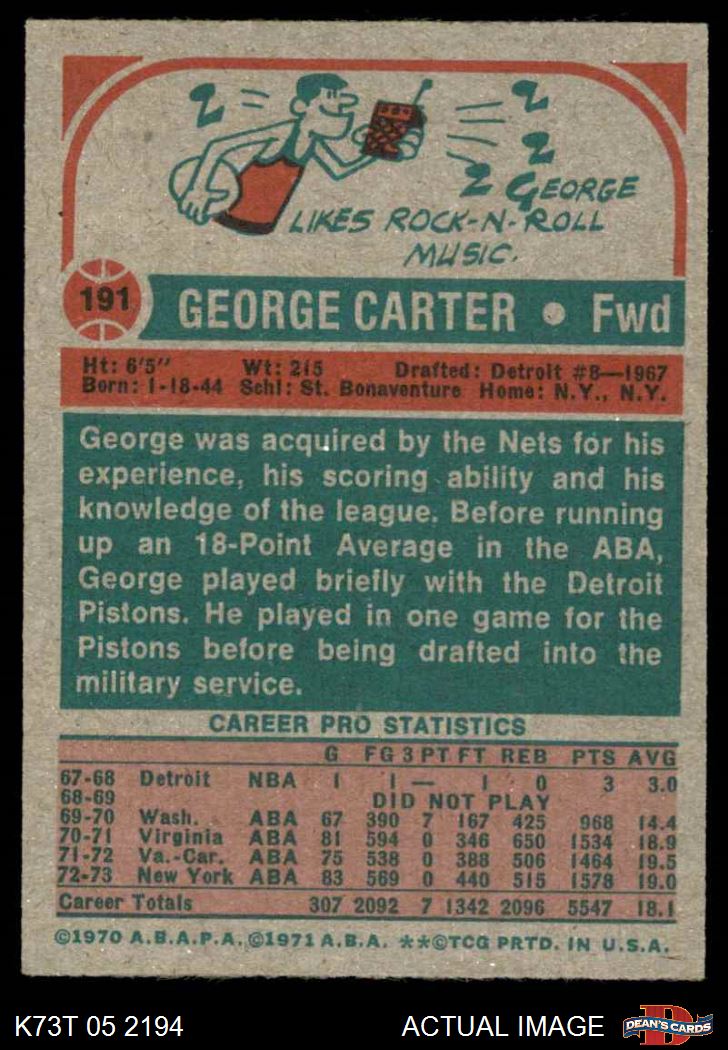 2
2
2
2 GEORGE
LIKES ROCK-N-ROLL
MUSIC.
191 GEORGE CARTER • Fwd
Ht: 6'5" Wt: 215 Drafted: Detroit #8—1967
Born: 1-18-44 Schl: St. Bonaventure Home: N.Y., N.Y.
George was acquired by the Nets for his
experience, his scoring ability and his
knowledge of the league. Before running
up an 18-Point Average in the ABA,
George played briefly with the Detroit
Pistons. He played in one game for the
Pistons before being drafted into the
military service.
CAREER PRO STATISTICS
G FG 3PT FT REB PTS AVG
67-68 Detroit NBA 1 1 — 1 0 3 3.0
68-69 DID NOT PLAY
69-70 Wash. ABA 67 390 7 167 425 968 14.4
70-71 Virginia ABA 81 594 0 346 650 1534 18.9
71-72 Va.-Car. ABA 75 538 0 388 506 1464 19.5
72-73 New York ABA 83 569 0 440 515 1578 19.0
Career Totals 307 2092 7 1342 2096 5547 18.1
©1970 A.B.A.P.A. ©1971 A.B.A. **©TCG PRTD. IN U.S.A.
K73T 05 2194 ACTUAL IMAGE D DEAN'S CARDS